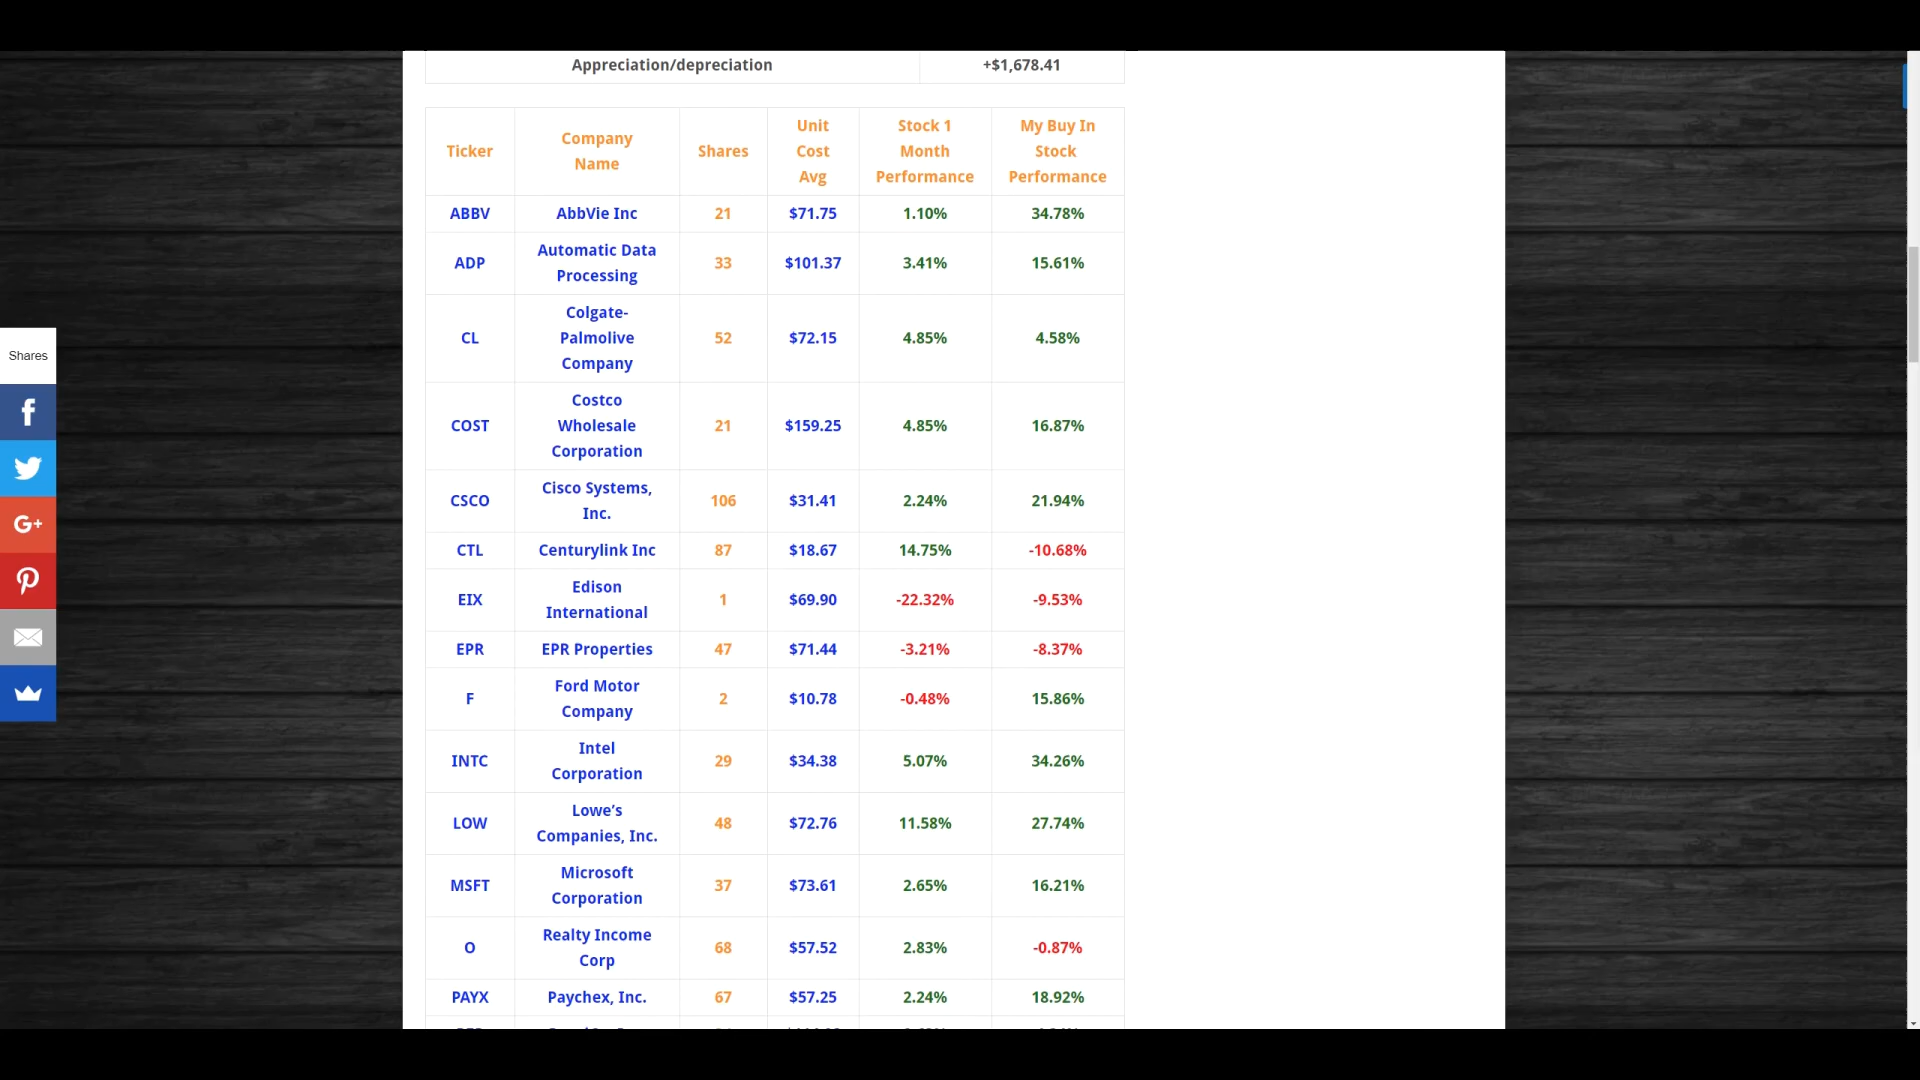 Appreciation/depreciation +$1,678.41
Ticker Company Name Shares Unit Cost Avg Stock 1 Month Performance My Buy In Stock Performance
ABBV AbbVie Inc 21 $71.75 1.10% 34.78%
ADP Automatic Data Processing 33 $101.37 3.41% 15.61%
CL Colgate-Palmolive Company 52 $72.15 4.85% 4.58%
COST Costco Wholesale Corporation 21 $159.25 4.85% 16.87%
CSCO Cisco Systems, Inc. 106 $31.41 2.24% 21.94%
CTL Centurylink Inc 87 $18.67 14.75% -10.68%
EIX Edison International 1 $69.90 -22.32% -9.53%
EPR EPR Properties 47 $71.44 -3.21% -8.37%
F Ford Motor Company 2 $10.78 -0.48% 15.86%
INTC Intel Corporation 29 $34.38 5.07% 34.26%
LOW Lowe’s Companies, Inc. 48 $72.76 11.58% 27.74%
MSFT Microsoft Corporation 37 $73.61 2.65% 16.21%
O Realty Income Corp 68 $57.52 2.83% -0.87%
PAYX Paychex, Inc. 67 $57.25 2.24% 18.92%
Shares
f
G+